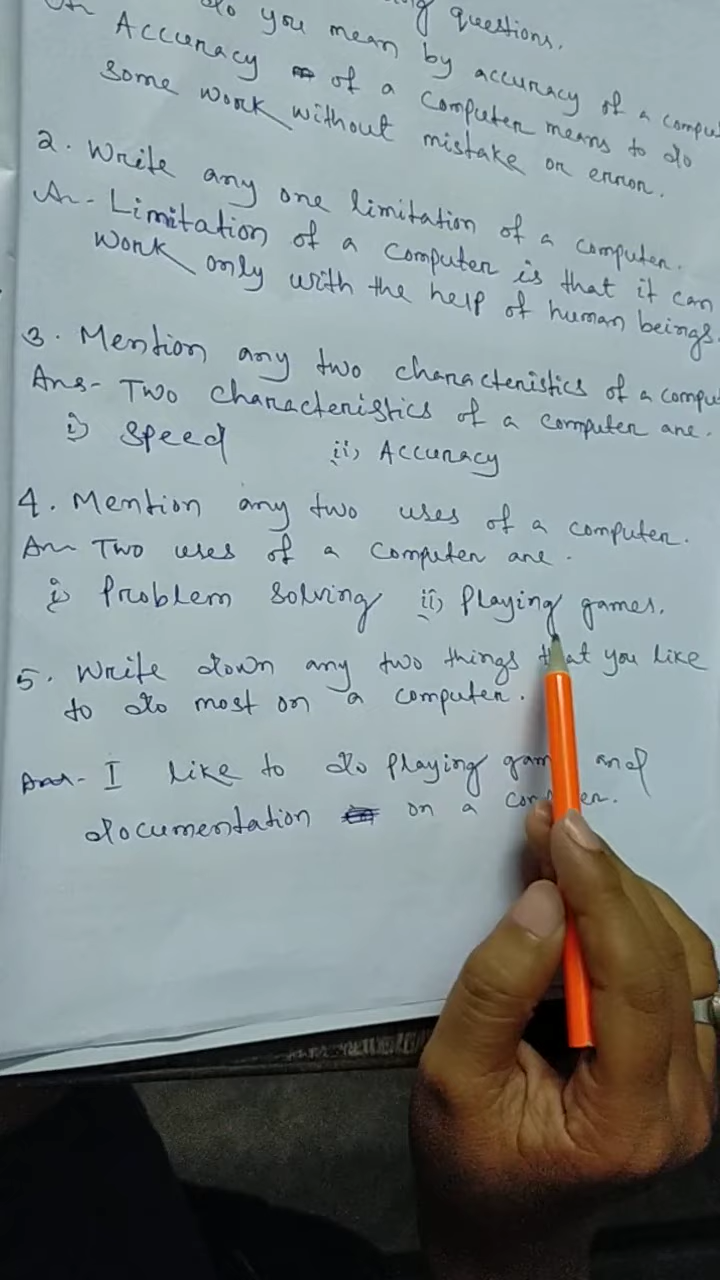 questions.
do you mean by accuracy of a
Accuracy of a computer means to do
some work without mistake or error.
2. Write any one limitation of a computer.
An- Limitation of a computer is that it can
work only with the help of human beings.
3. Mention any two characteristics of a
Ans- Two characteristics of a computer are.
i) Speed ii) Accuracy
4. Mention any two uses of a computer.
An Two uses of a computer are.
i) Problem solving ii) Playing games.
5. Write down any two things that you like
to do most on a computer.
Ans- I like to do playing and
documentation on a